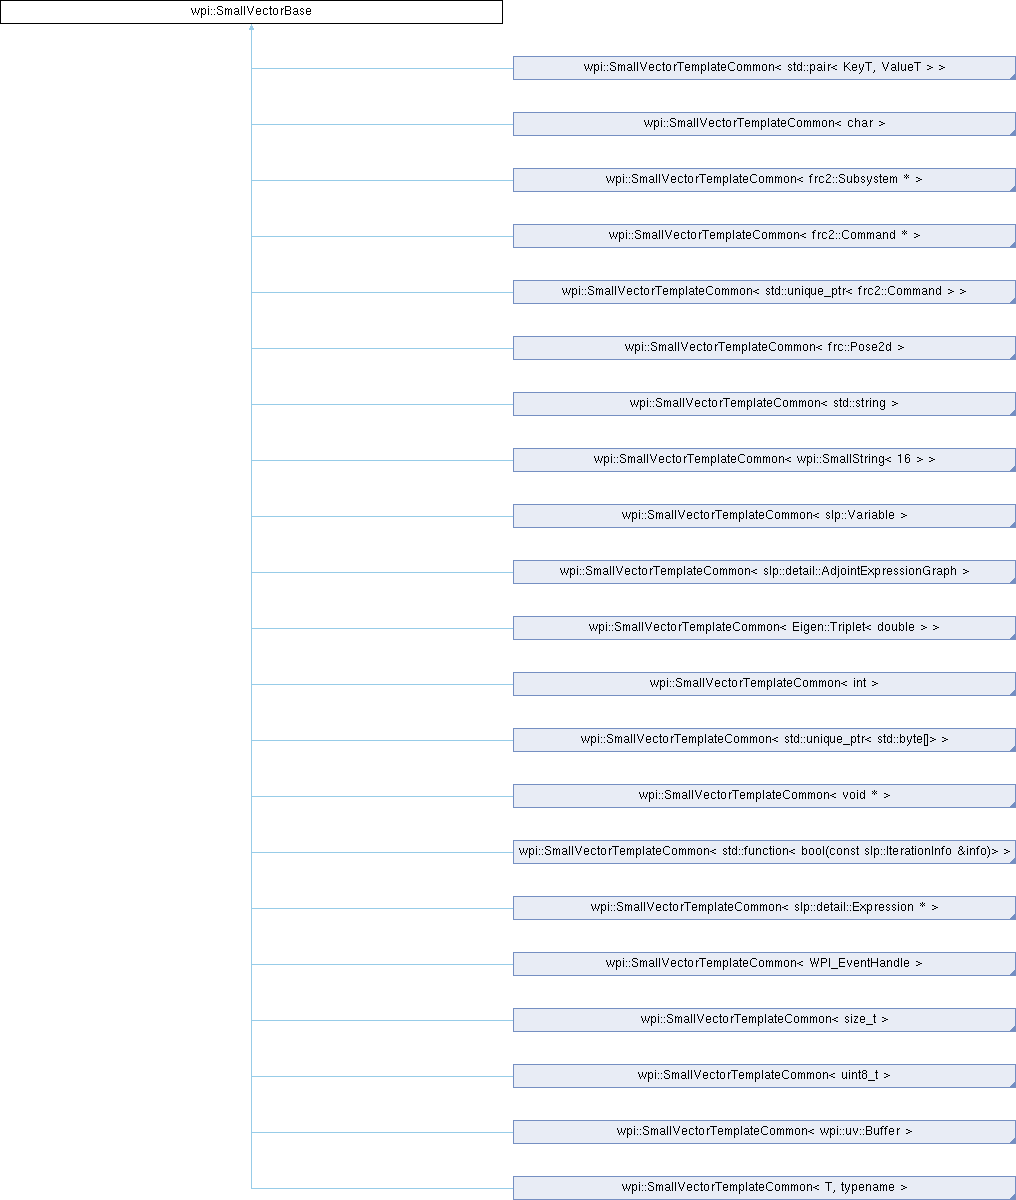 wpi::SmallVectorBase
wpi::SmallVectorTemplateCommon< std::pair< KeyT, ValueT > >
wpi::SmallVectorTemplateCommon< char >
wpi::SmallVectorTemplateCommon< frc2::Subsystem * >
wpi::SmallVectorTemplateCommon< frc2::Command * >
wpi::SmallVectorTemplateCommon< std::unique_ptr< frc2::Command > >
wpi::SmallVectorTemplateCommon< frc::Pose2d >
wpi::SmallVectorTemplateCommon< std::string >
wpi::SmallVectorTemplateCommon< wpi::SmallString< 16 > >
wpi::SmallVectorTemplateCommon< slp::Variable >
wpi::SmallVectorTemplateCommon< slp::detail::AdjointExpressionGraph >
wpi::SmallVectorTemplateCommon< Eigen::Triplet< double > >
wpi::SmallVectorTemplateCommon< int >
wpi::SmallVectorTemplateCommon< std::unique_ptr< std::byte[]> >
wpi::SmallVectorTemplateCommon< void * >
wpi::SmallVectorTemplateCommon< std::function< bool(const slp::IterationInfo &info)> >
wpi::SmallVectorTemplateCommon< slp::detail::Expression * >
wpi::SmallVectorTemplateCommon< WPI_EventHandle >
wpi::SmallVectorTemplateCommon< size_t >
wpi::SmallVectorTemplateCommon< uint8_t >
wpi::SmallVectorTemplateCommon< wpi::uv::Buffer >
wpi::SmallVectorTemplateCommon< T, typename >